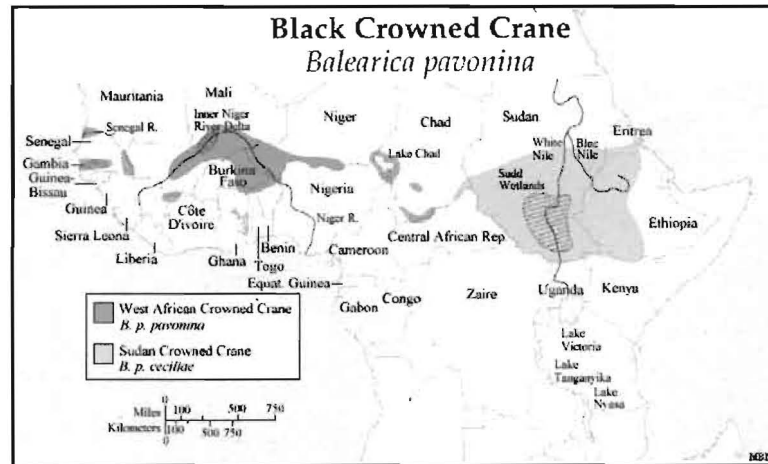 Black Crowned Crane
Balearica pavonina
Mauritania
Mali
Inner Niger
River Delta
Niger
Chad
Sudan
Eritrea
Senegal
Senegal R.
Gambia
Guinea-
Bissau
Guinea
Sierra Leona
Liberia
Côte
D'ivoire
Burkina
Faso
Ghana
Togo
Benin
Nigeria
Niger R.
Lake Chad
Cameroon
Equat. Guinea
Gabon
Congo
Central African Rep.
Zaire
White
Nile
Blue
Nile
Sudd
Wetlands
Ethiopia
Uganda
Kenya
Lake
Victoria
Lake
Tanganyika
Lake
Nyasa
West African Crowned Crane
B. p. pavonina
Sudan Crowned Crane
B. p. ceciliae
0
Miles 100 500 750
Kilometers 100 500 750
0